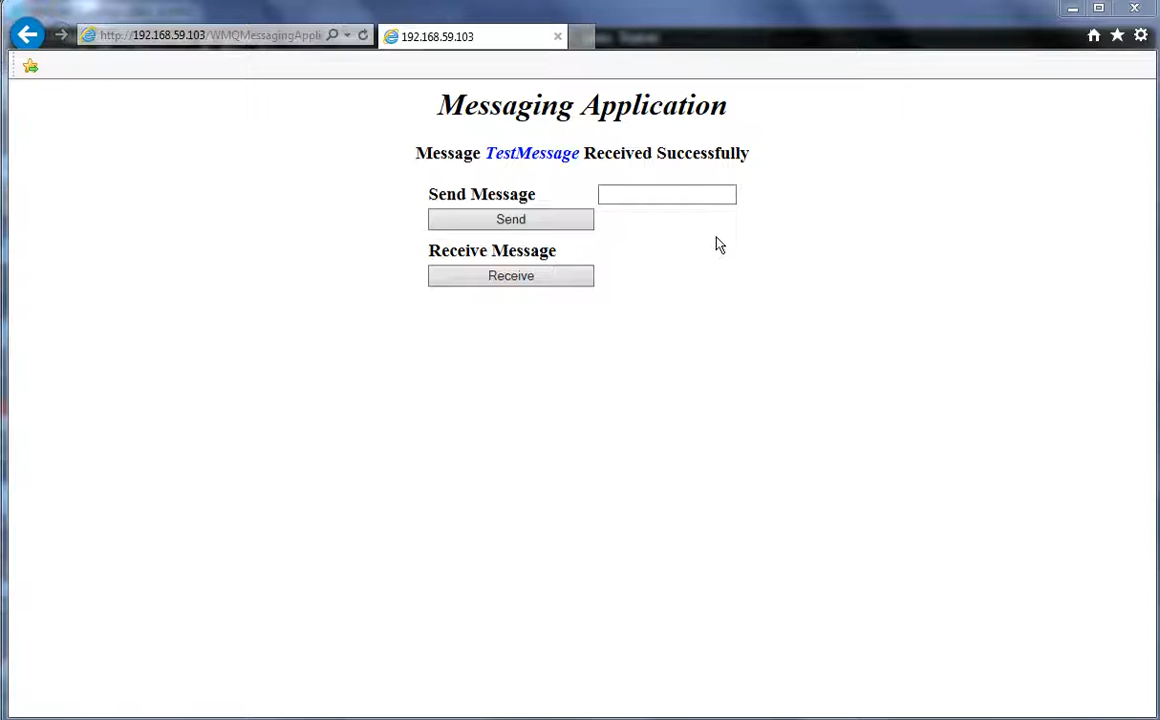 http://192.168.59.103/WMQMessagingAppli
192.168.59.103
Messaging Application
Message TestMessage Received Successfully
Send Message
Send
Receive Message
Receive